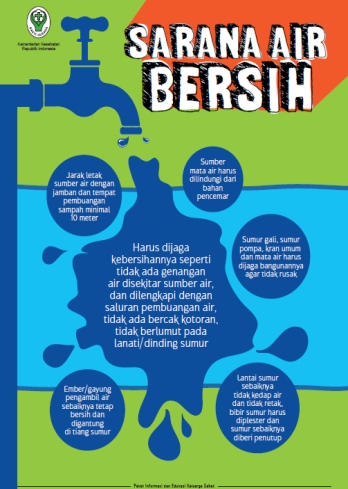 Kementerian Kesehatan
Republik Indonesia
SARANA AIR
BERSIH
Jarak letak
sumber air dengan
jamban dan tempat
pembuangan
sampah minimal
10 meter
Sumber
mata air harus
dilindungi dari
bahan
pencemar
Sumur gali, sumur
pompa, kran umum
dan mata air harus
dijaga bangunannya
agar tidak rusak
Harus dijaga
kebersihannya seperti
tidak ada genangan
air disekitar sumber air,
dan dilengkapi dengan
saluran pembuangan air,
tidak ada bercak kotoran,
tidak berlumut pada
lanati/dinding sumur
Ember/gayung
pengambil air
sebaiknya tetap
bersih dan
digantung
di tiang sumur
Lantai sumur
sebaiknya
tidak kedap air
dan tidak retak,
bibir sumur harus
diplester dan
sumur sebaiknya
diberi penutup
Paket Informasi dan Edukasi Keluarga Sehat